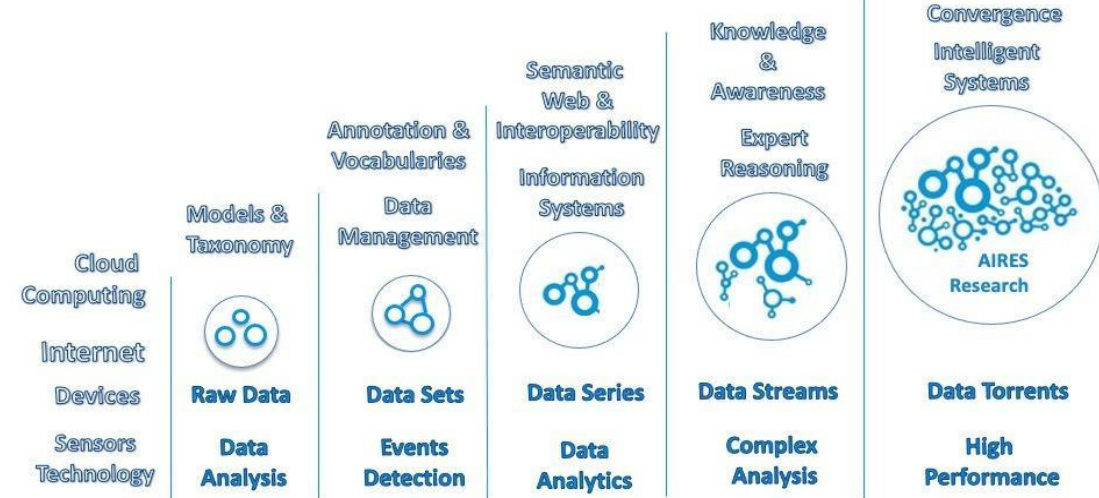 Cloud
Computing
Internet
Devices
Sensors
Technology
Models &
Taxonomy
Raw Data
Data
Analysis
Annotation &
Vocabularies
Data
Management
Data Sets
Events
Detection
Semantic
Web &
Interoperability
Information
Systems
Data Series
Data
Analytics
Knowledge
&
Awareness
Expert
Reasoning
Data Streams
Complex
Analysis
Convergence
Intelligent
Systems
AIRES
Research
Data Torrents
High
Performance